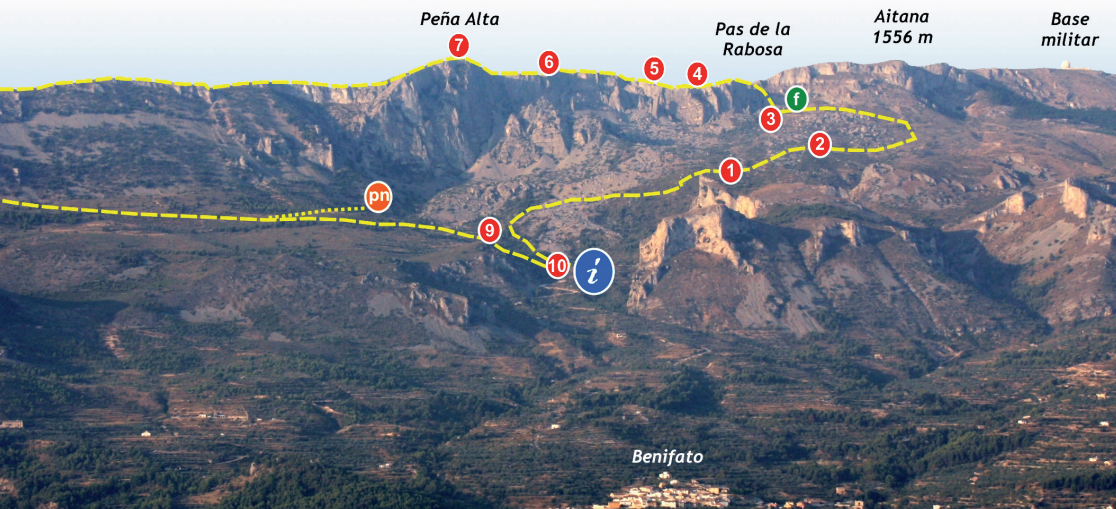 Peña Alta
Pas de la
Rabosa
Aitana
1556 m
Base
militar
7
6
5
4
f
3
2
1
pn
9
10
i
Benifato